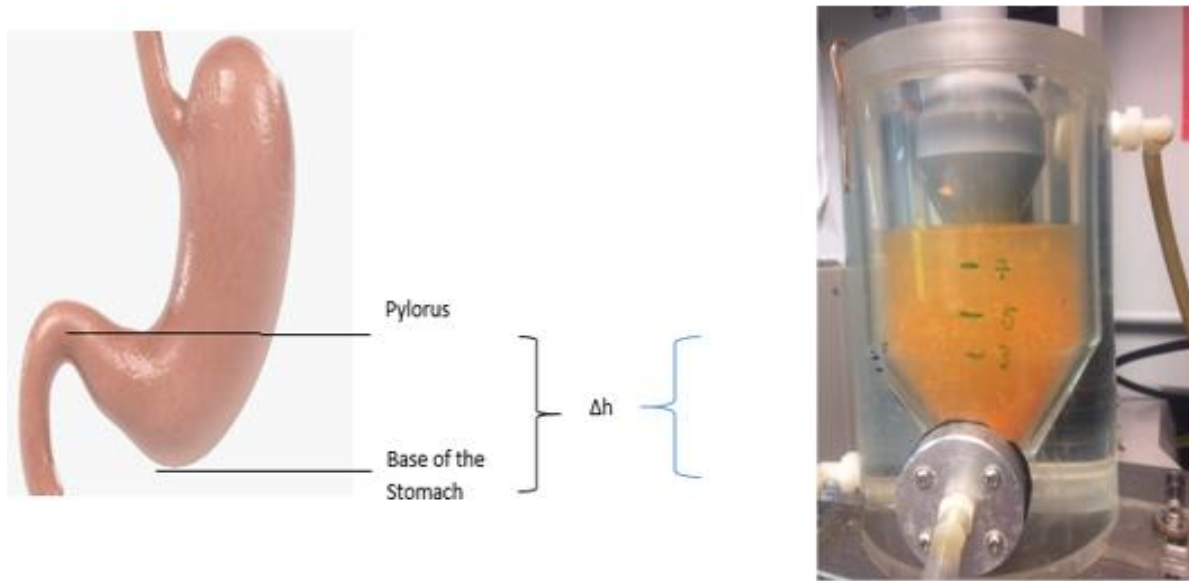 Pylorus
Δh
Base of the
Stomach
- 7
- 5
- 3